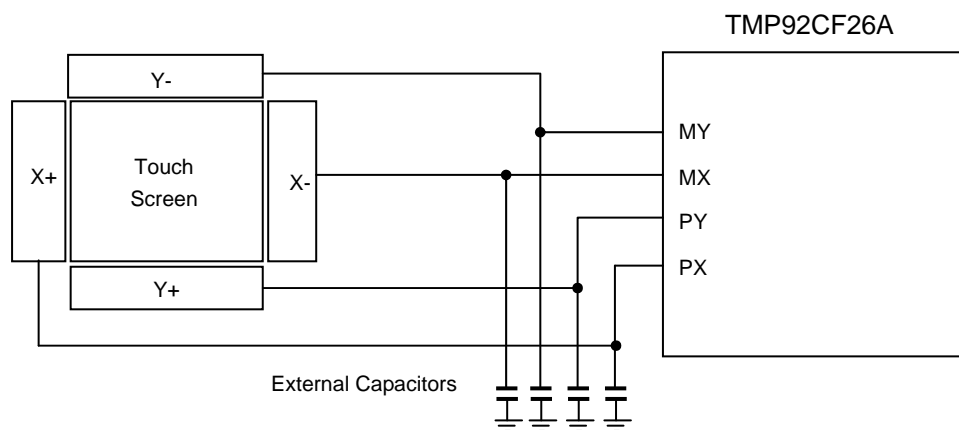 TMP92CF26A
Y-
X+
Touch
Screen
X-
MY
MX
PY
PX
Y+
External Capacitors